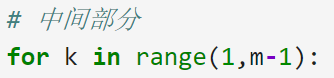 # 中间部分
for k in range(1,m-1):